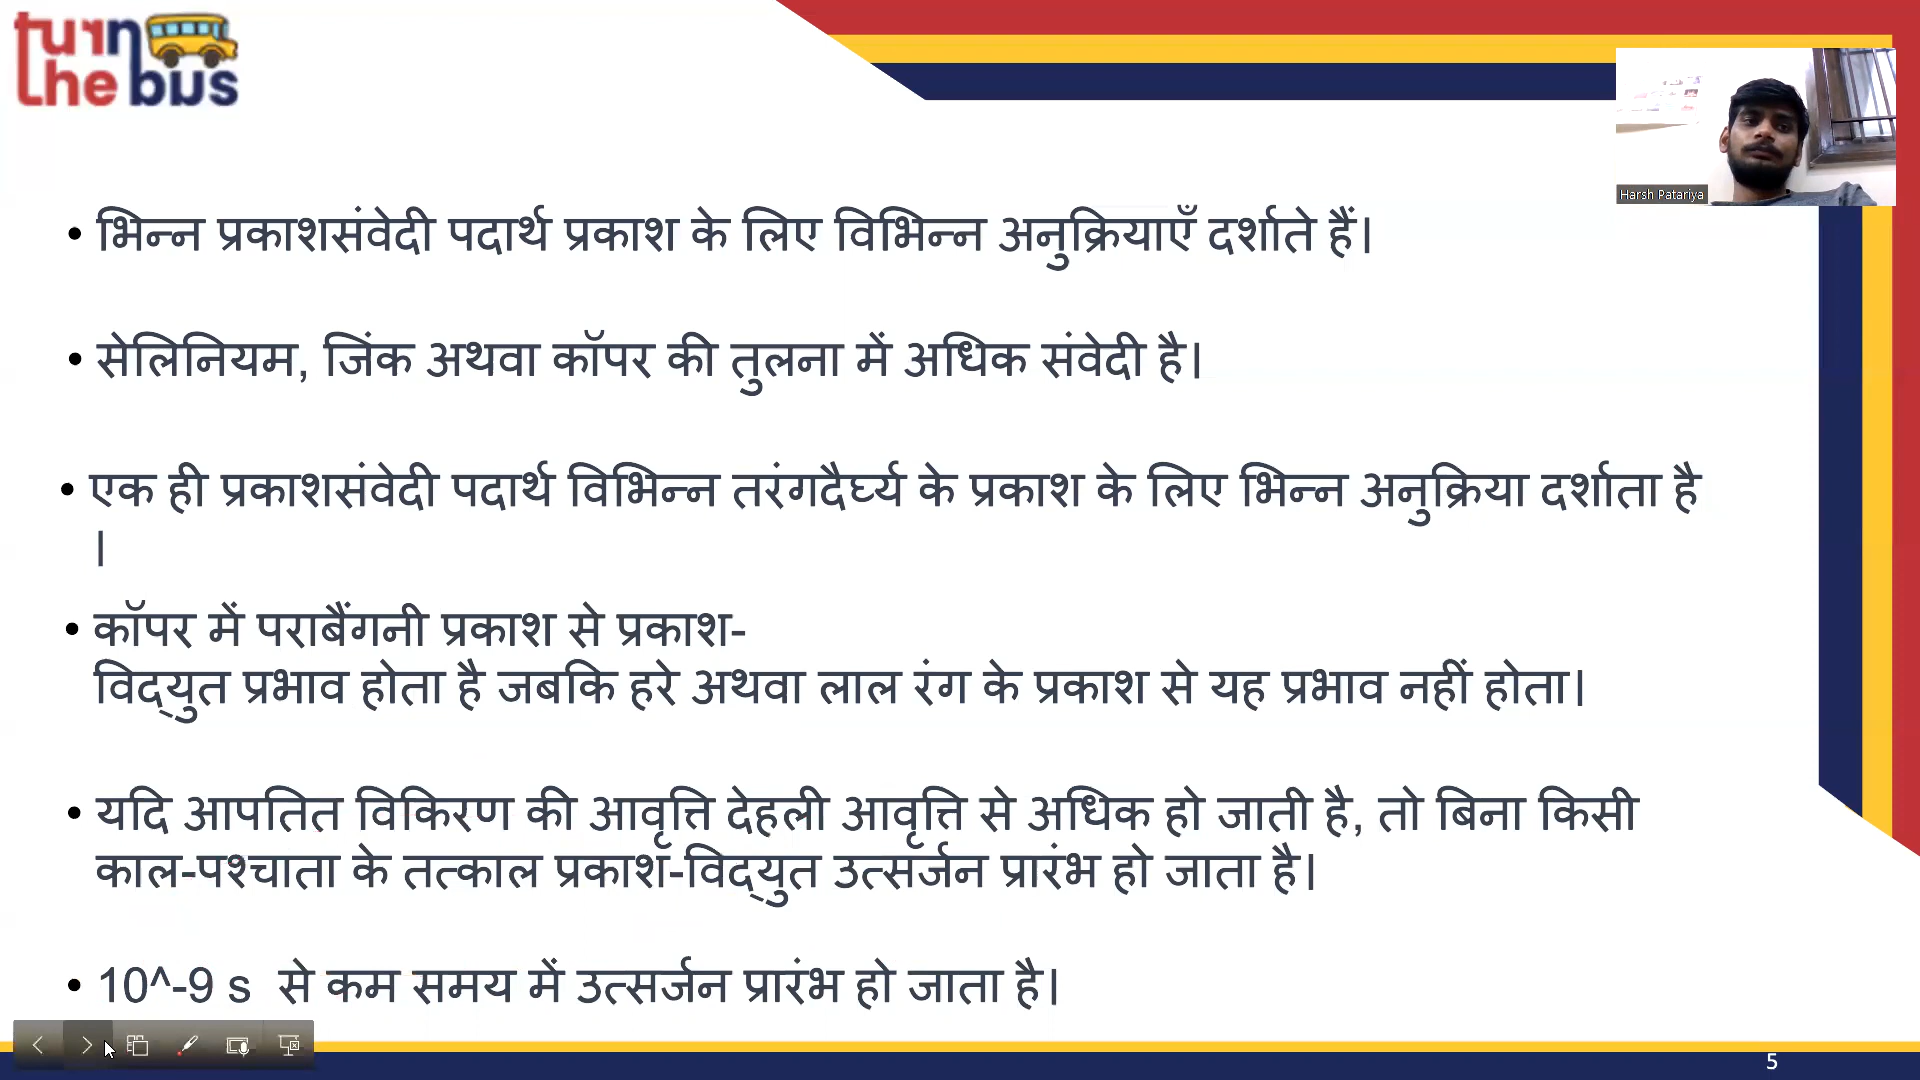 turn
the bus
Harsh Patariya
• भिन्न प्रकाशसंवेदी पदार्थ प्रकाश के लिए विभिन्न अनुक्रियाएँ दर्शाते हैं।
• सेलिनियम, जिंक अथवा कॉपर की तुलना में अधिक संवेदी है।
• एक ही प्रकाशसंवेदी पदार्थ विभिन्न तरंगदैर्घ्य के प्रकाश के लिए भिन्न अनुक्रिया दर्शाता है
।
• कॉपर में पराबैंगनी प्रकाश से प्रकाश-
विद्युत प्रभाव होता है जबकि हरे अथवा लाल रंग के प्रकाश से यह प्रभाव नहीं होता।
• यदि आपतित विकिरण की आवृत्ति देहली आवृत्ति से अधिक हो जाती है, तो बिना किसी
काल-पश्चाता के तत्काल प्रकाश-विद्युत उत्सर्जन प्रारंभ हो जाता है।
• 10^-9 s से कम समय में उत्सर्जन प्रारंभ हो जाता है।
5